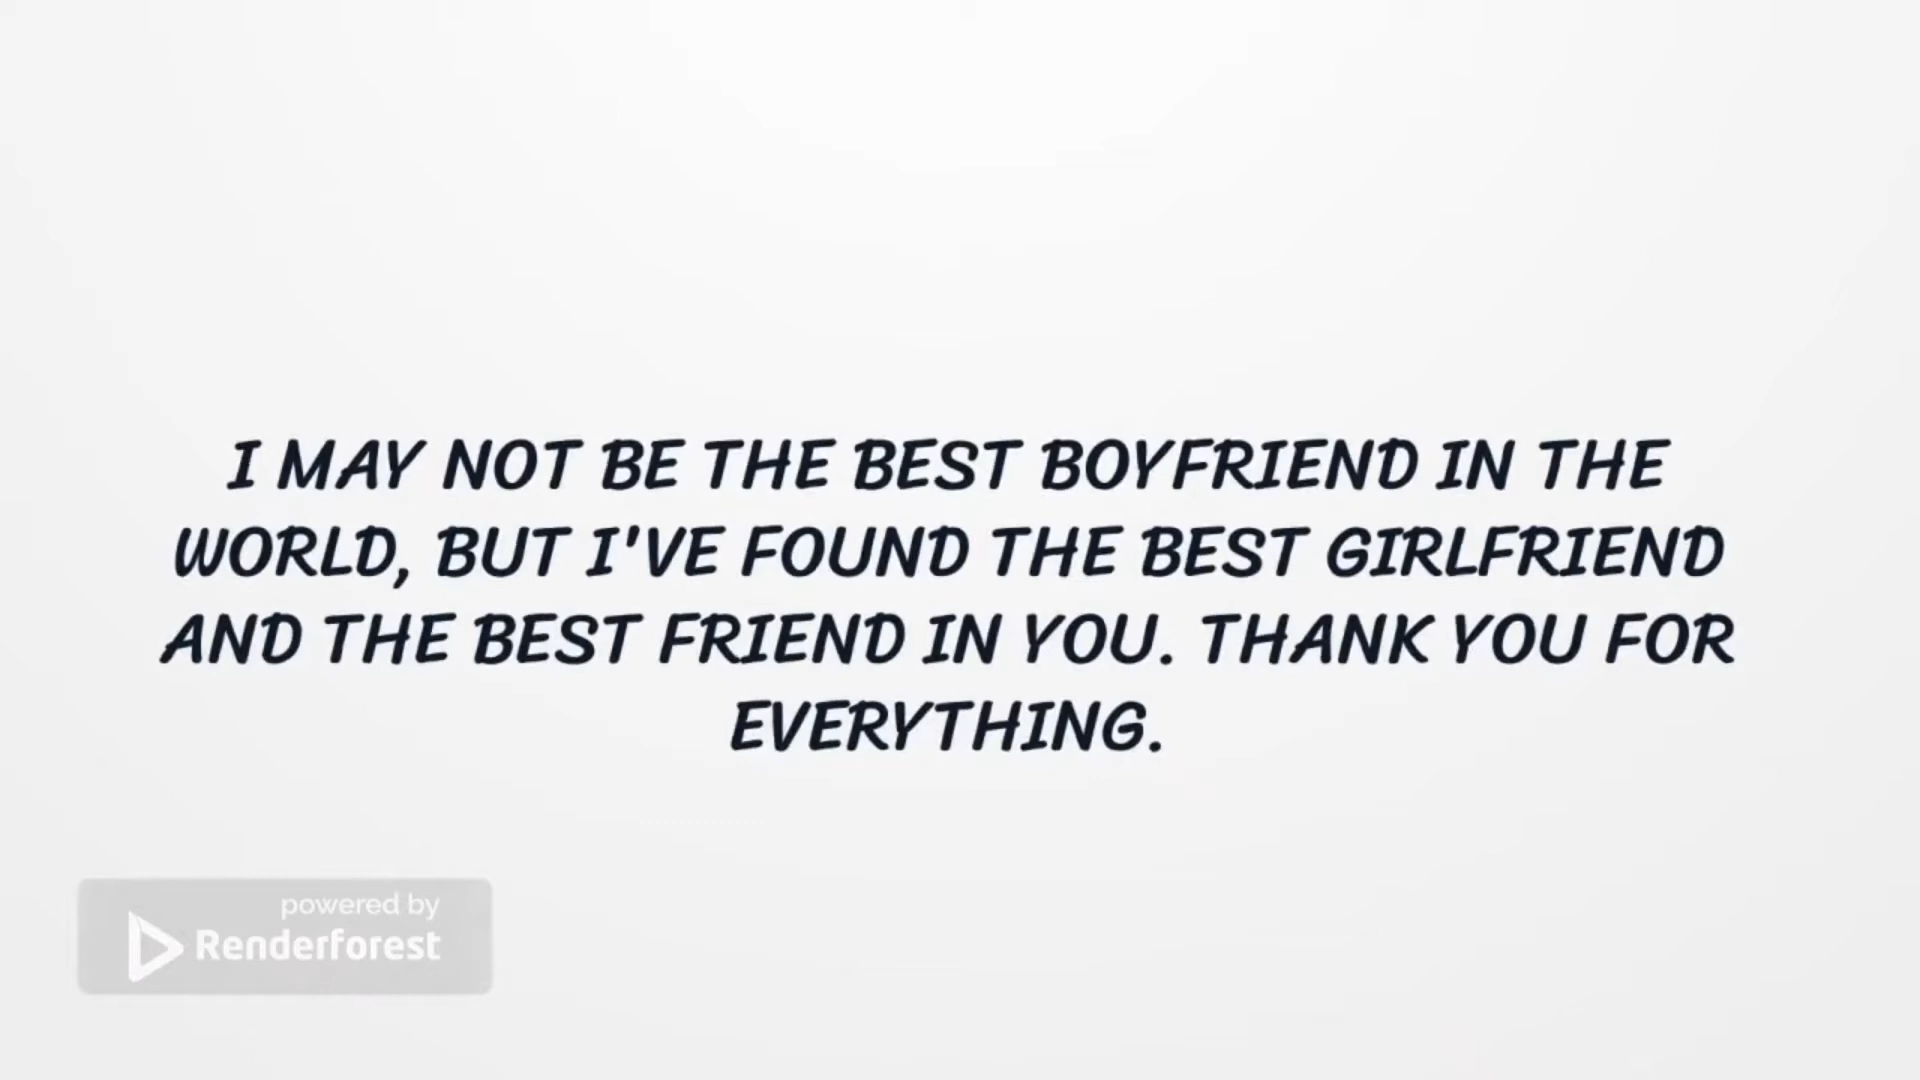 I MAY NOT BE THE BEST BOYFRIEND IN THE
WORLD, BUT I'VE FOUND THE BEST GIRLFRIEND
AND THE BEST FRIEND IN YOU. THANK YOU FOR
EVERYTHING.
powered by
Renderforest